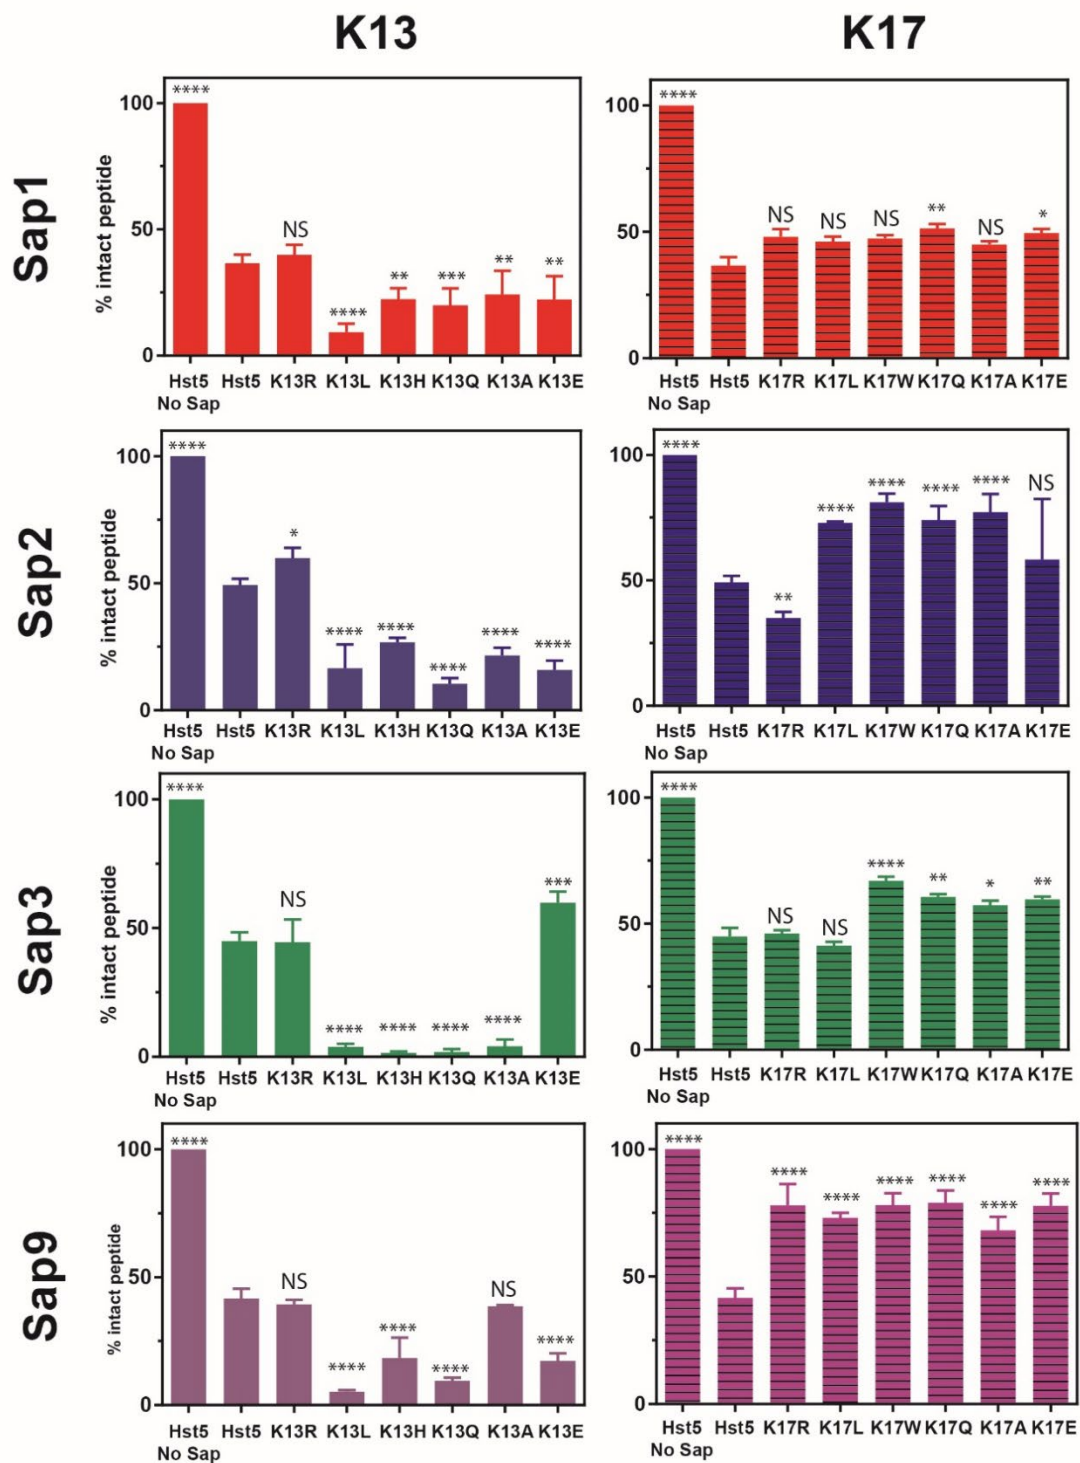 K13 K17
Sap1
% intact peptide
100
50
0
****
NS
****
**
***
**
**
Hst5 Hst5 K13R K13L K13H K13Q K13A K13E
No Sap
100
50
0
****
NS
NS
NS
**
NS
*
Hst5 Hst5 K17R K17L K17W K17Q K17A K17E
No Sap
Sap2
% intact peptide
100
50
0
****
*
****
****
****
****
****
Hst5 Hst5 K13R K13L K13H K13Q K13A K13E
No Sap
100
50
0
****
**
****
****
****
****
NS
Hst5 Hst5 K17R K17L K17W K17Q K17A K17E
No Sap
Sap3
% intact peptide
100
50
0
****
NS
****
****
****
****
***
Hst5 Hst5 K13R K13L K13H K13Q K13A K13E
No Sap
100
50
0
****
NS
NS
****
**
*
**
Hst5 Hst5 K17R K17L K17W K17Q K17A K17E
No Sap
Sap9
% intact peptide
100
50
0
****
NS
****
****
****
NS
****
Hst5 Hst5 K13R K13L K13H K13Q K13A K13E
No Sap
100
50
0
****
****
****
****
****
****
****
Hst5 Hst5 K17R K17L K17W K17Q K17A K17E
No Sap